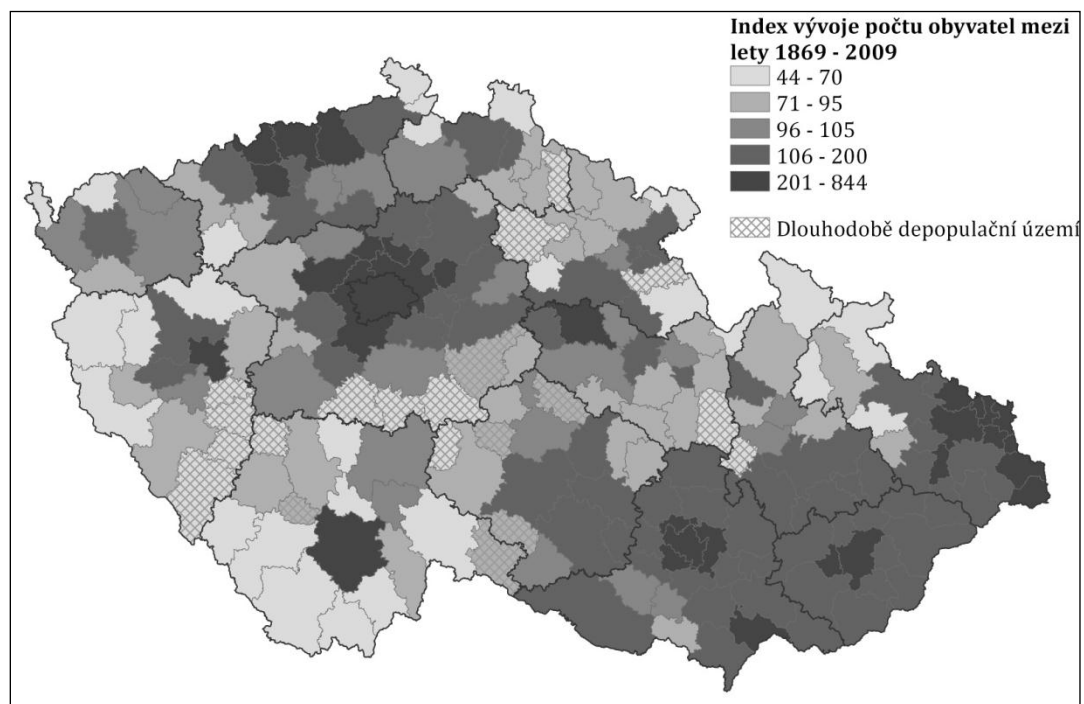 Index vývoje počtu obyvatel mezi
lety 1869 - 2009
44 - 70
71 - 95
96 - 105
106 - 200
201 - 844
Dlouhodobě depopulační území